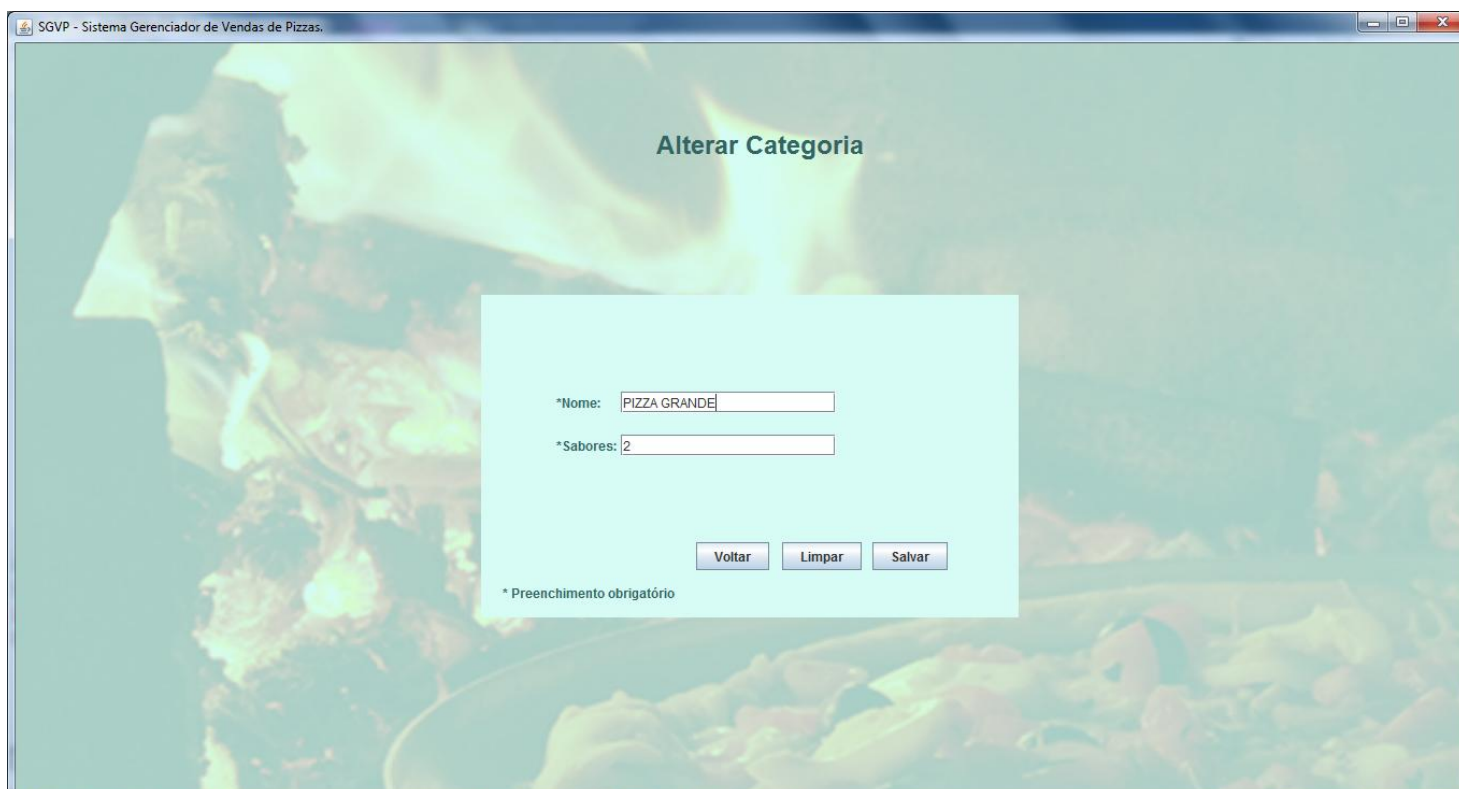 SGVP - Sistema Gerenciador de Vendas de Pizzas.
Alterar Categoria
*Nome: PIZZA GRANDE
*Sabores: 2
Voltar Limpar Salvar
* Preenchimento obrigatório